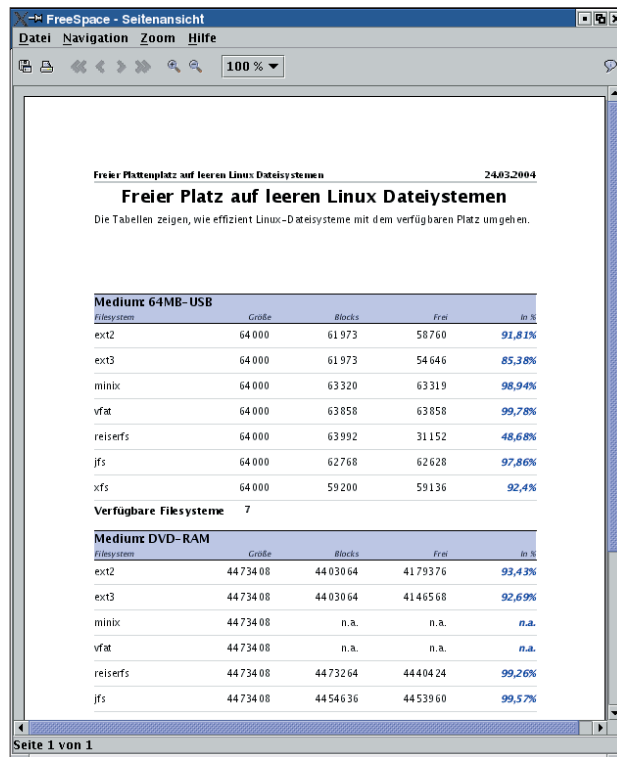 FreeSpace - Seitenansicht
Datei Navigation Zoom Hilfe
100 %
Freier Plattenplatz auf leeren Linux Dateisystemen 24.03.2004
Freier Platz auf leeren Linux Dateiystemen
Die Tabellen zeigen, wie effizient Linux-Dateisysteme mit dem verfügbaren Platz umgehen.
Medium: 64MB-USB
Filesystem Größe Blocks Frei In %
ext2 64000 61973 58760 91,81%
ext3 64000 61973 54646 85,38%
minix 64000 63320 63319 98,94%
vfat 64000 63858 63858 99,78%
reiserfs 64000 63992 31152 48,68%
jfs 64000 62768 62628 97,86%
xfs 64000 59200 59136 92,4%
Verfügbare Filesysteme 7
Medium: DVD-RAM
Filesystem Größe Blocks Frei In %
ext2 4473408 4403064 4179376 93,43%
ext3 4473408 4403064 4146568 92,69%
minix 4473408 n.a. n.a. n.a.
vfat 4473408 n.a. n.a. n.a.
reiserfs 4473408 4473264 4440424 99,26%
jfs 4473408 4454636 4453960 99,57%
Seite 1 von 1